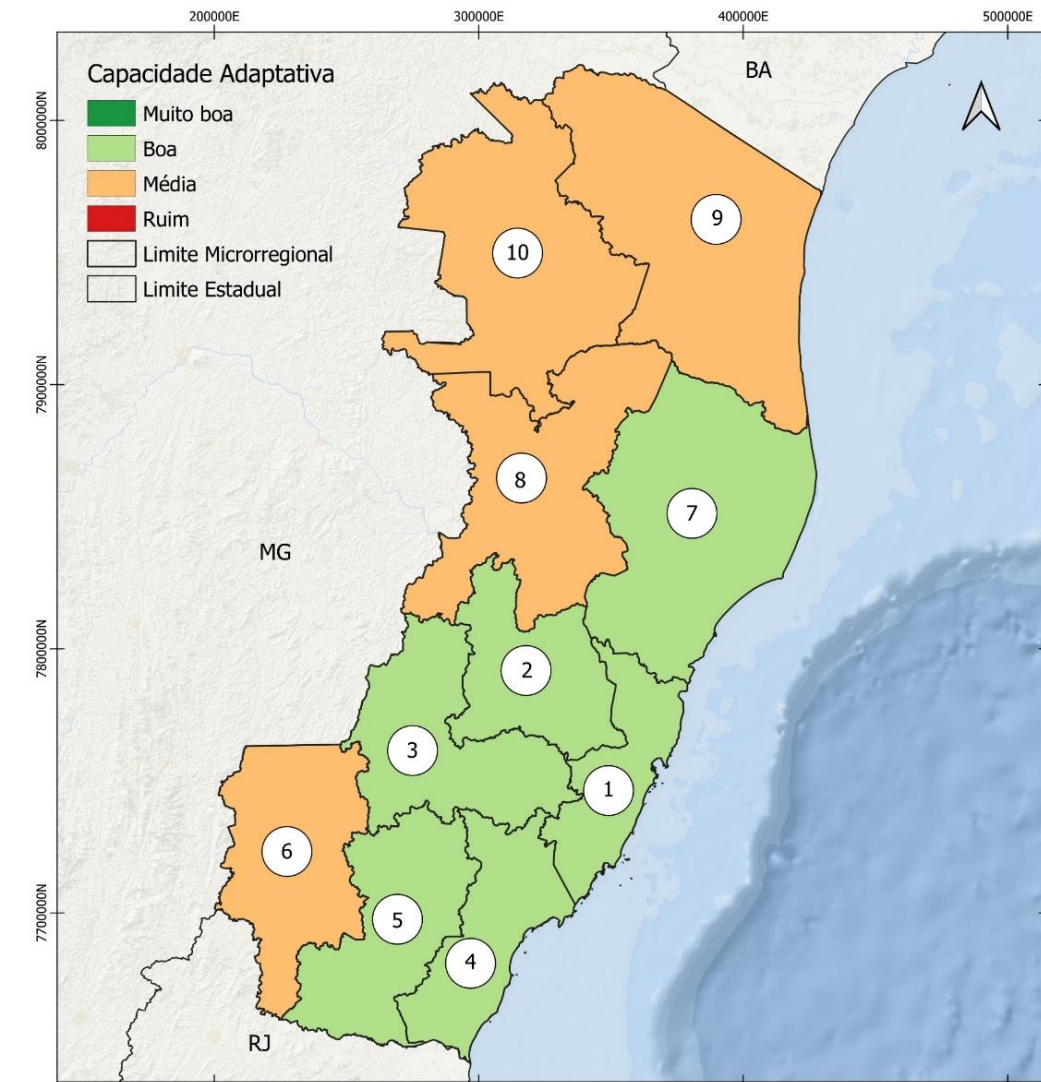 200000E 300000E 400000E 500000E
8000000N
7900000N
7800000N
7700000N
Capacidade Adaptativa
Muito boa
Boa
Média
Ruim
Limite Microrregional
Limite Estadual
BA
9
10
8
7
MG
2
3
1
6
5
4
RJ